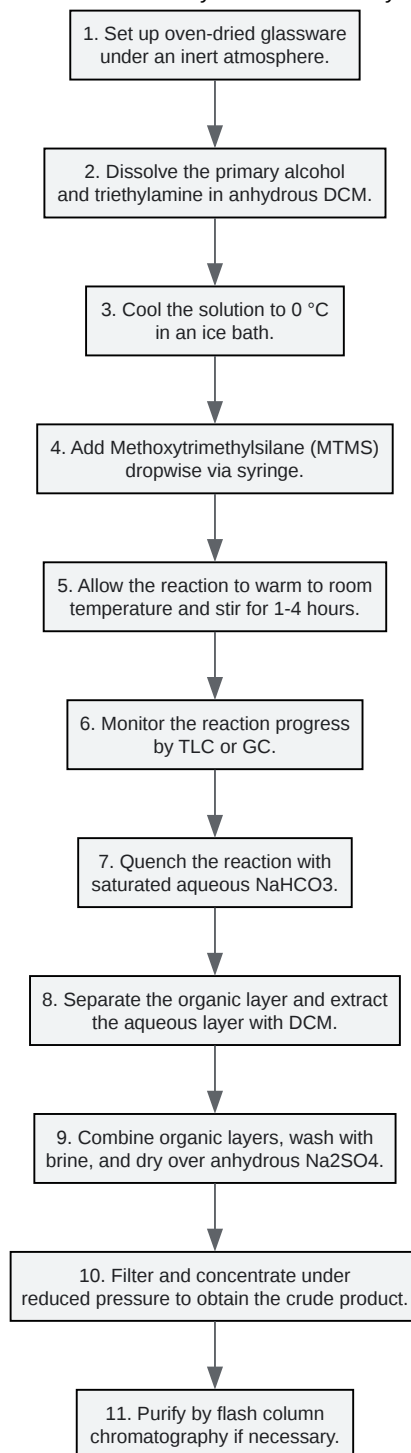 1. Set up oven-dried glassware
under an inert atmosphere.
2. Dissolve the primary alcohol
and triethylamine in anhydrous DCM.
3. Cool the solution to 0 °C
in an ice bath.
4. Add Methoxytrimethylsilane (MTMS)
dropwise via syringe.
5. Allow the reaction to warm to room
temperature and stir for 1-4 hours.
6. Monitor the reaction progress
by TLC or GC.
7. Quench the reaction with
saturated aqueous NaHCO3.
8. Separate the organic layer and extract
the aqueous layer with DCM.
9. Combine organic layers, wash with
brine, and dry over anhydrous Na2SO4.
10. Filter and concentrate under
reduced pressure to obtain the crude product.
11. Purify by flash column
chromatography if necessary.